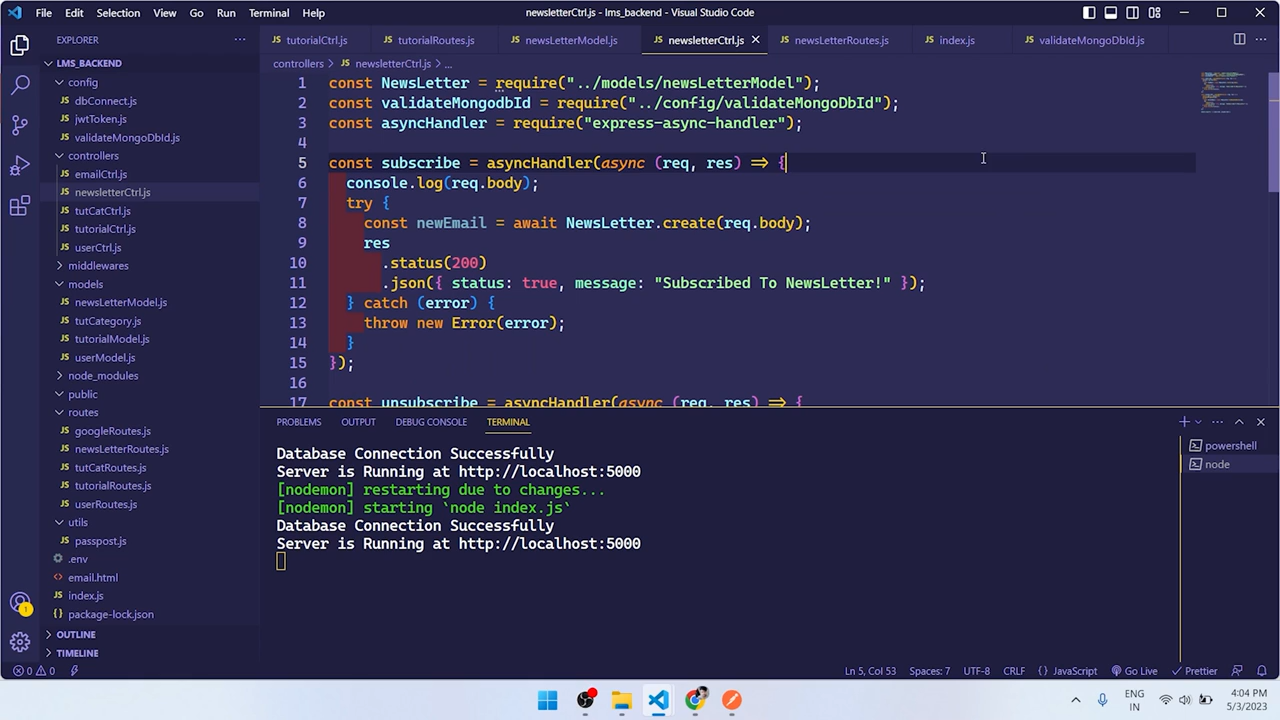 File Edit Selection View Go Run Terminal Help
newsletterCtrl.js - lms_backend - Visual Studio Code
EXPLORER
tutorialCtrl.js
tutorialRoutes.js
newsLetterModel.js
newsletterCtrl.js
newsLetterRoutes.js
index.js
validateMongoDbId.js
LMS_BACKEND
config
dbConnect.js
jwtToken.js
validateMongoDbId.js
controllers
emailCtrl.js
newsletterCtrl.js
tutCatCtrl.js
tutorialCtrl.js
userCtrl.js
middlewares
models
newsLetterModel.js
tutCategory.js
tutorialModel.js
userModel.js
node_modules
public
routes
googleRoutes.js
newsLetterRoutes.js
tutCatRoutes.js
tutorialRoutes.js
userRoutes.js
utils
passpost.js
.env
email.html
index.js
package-lock.json
OUTLINE
TIMELINE
controllers > newsletterCtrl.js > ...
1 const NewsLetter = require("../models/newsLetterModel");
2 const validateMongodbId = require("../config/validateMongoDbId");
3 const asyncHandler = require("express-async-handler");
4
5 const subscribe = asyncHandler(async (req, res) => {
6 console.log(req.body);
7 try {
8 const newEmail = await NewsLetter.create(req.body);
9 res
10 .status(200)
11 .json({ status: true, message: "Subscribed To NewsLetter!" });
12 } catch (error) {
13 throw new Error(error);
14 }
15 });
16
17 const unsubscribe = asyncHandler(async (req, res) => {
PROBLEMS OUTPUT DEBUG CONSOLE TERMINAL
Database Connection Successfully
Server is Running at http://localhost:5000
[nodemon] restarting due to changes...
[nodemon] starting `node index.js`
Database Connection Successfully
Server is Running at http://localhost:5000
powershell
node
1
0 0
Ln 5, Col 53 Spaces: 7 UTF-8 CRLF {} JavaScript Go Live Prettier
ENG
IN
4:04 PM
5/3/2023